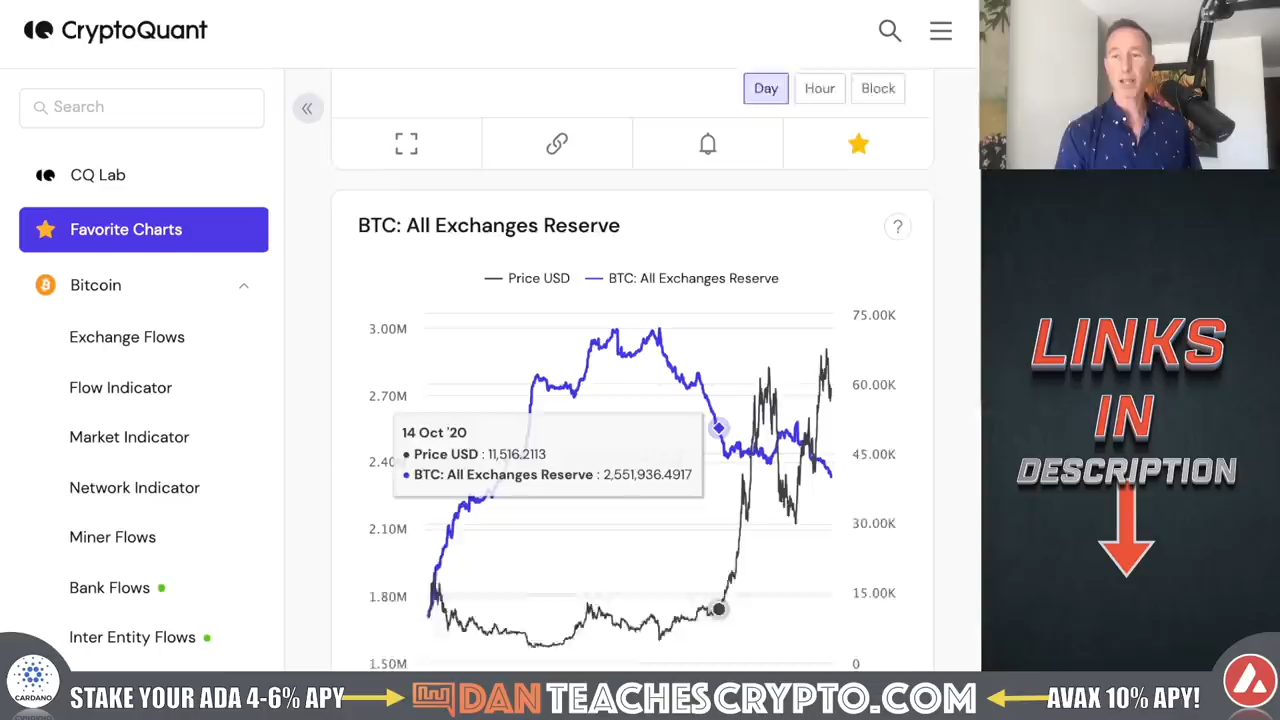 CryptoQuant
Search
CQ Lab
Favorite Charts
Bitcoin
Exchange Flows
Flow Indicator
Market Indicator
Network Indicator
Miner Flows
Bank Flows
Inter Entity Flows
Day
Hour
Block
BTC: All Exchanges Reserve
?
Price USD
BTC: All Exchanges Reserve
3.00M
2.70M
2.40
2.10M
1.80M
1.50M
75.00K
60.00K
45.00K
30.00K
15.00K
0
14 Oct '20
Price USD : 11,516.2113
BTC: All Exchanges Reserve : 2,551,936.4917
LINKS
IN
DESCRIPTION
CARDANO
STAKE YOUR ADA 4-6% APY
DANTEACHESCRYPTO.COM
AVAX 10% APY!